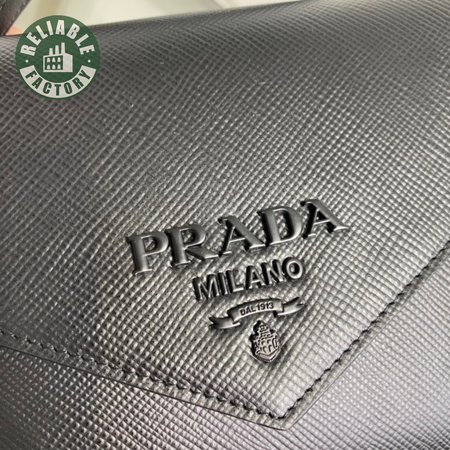 RELIABLE
FACTORY
PRADA
MILANO
DAL 1913